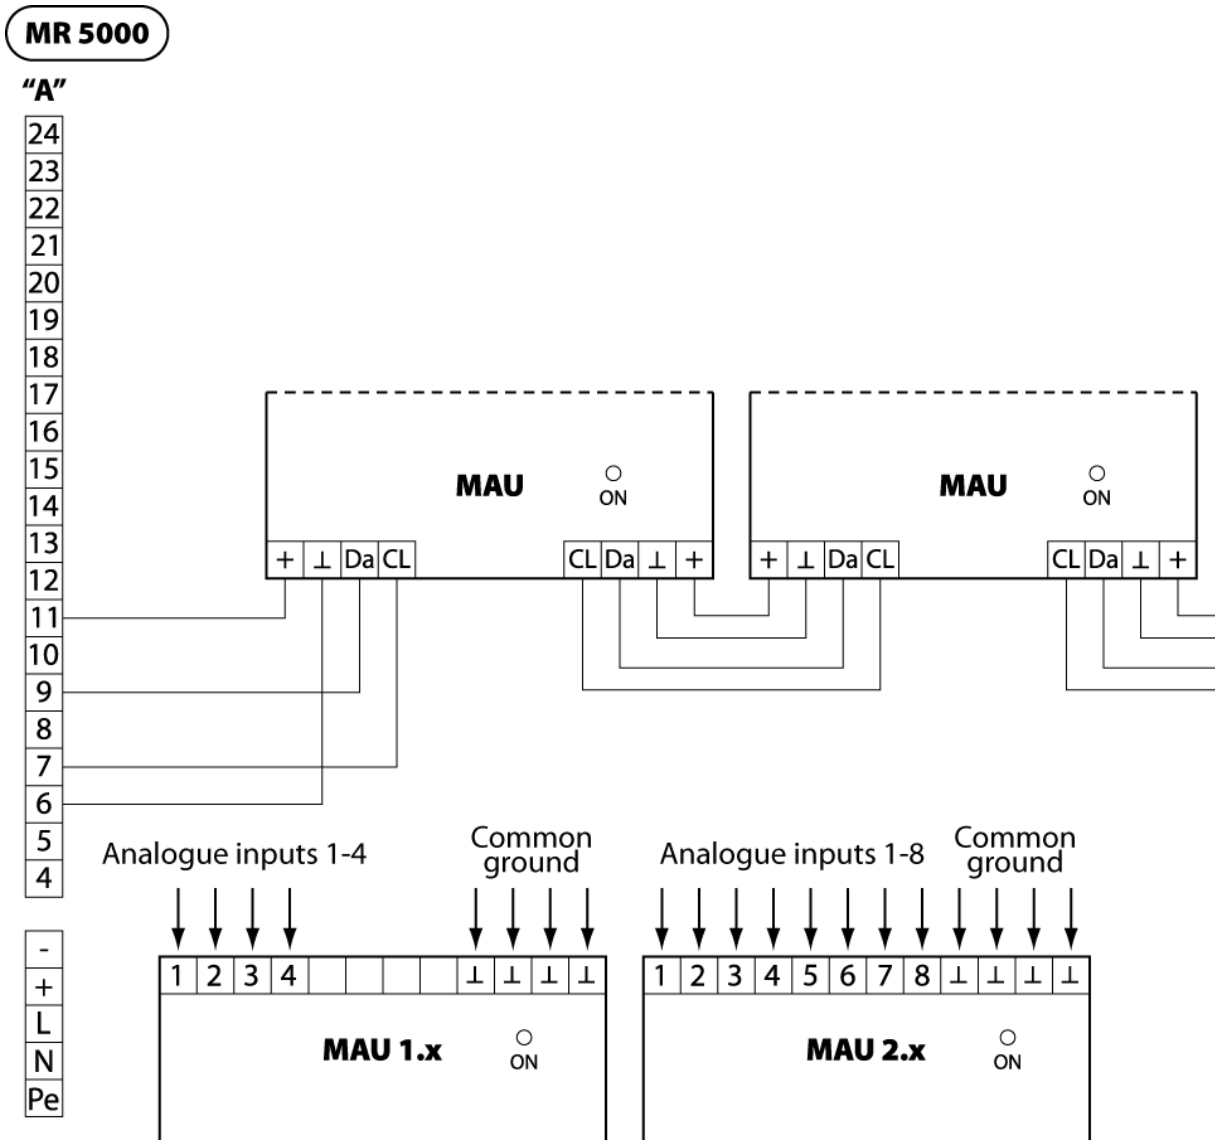 MR 5000
“A”
24
23
22
21
20
19
18
17
16
15
14
13
12
11
10
9
8
7
6
5
4
-
+
L
N
Pe
MAU
ON
+ ⊥ Da CL
CL Da ⊥ +
MAU
ON
+ ⊥ Da CL
CL Da ⊥ +
Analogue inputs 1-4
Common
ground
1 2 3 4 ⊥ ⊥ ⊥ ⊥
MAU 1.x
ON
Analogue inputs 1-8
Common
ground
1 2 3 4 5 6 7 8 ⊥ ⊥ ⊥ ⊥
MAU 2.x
ON